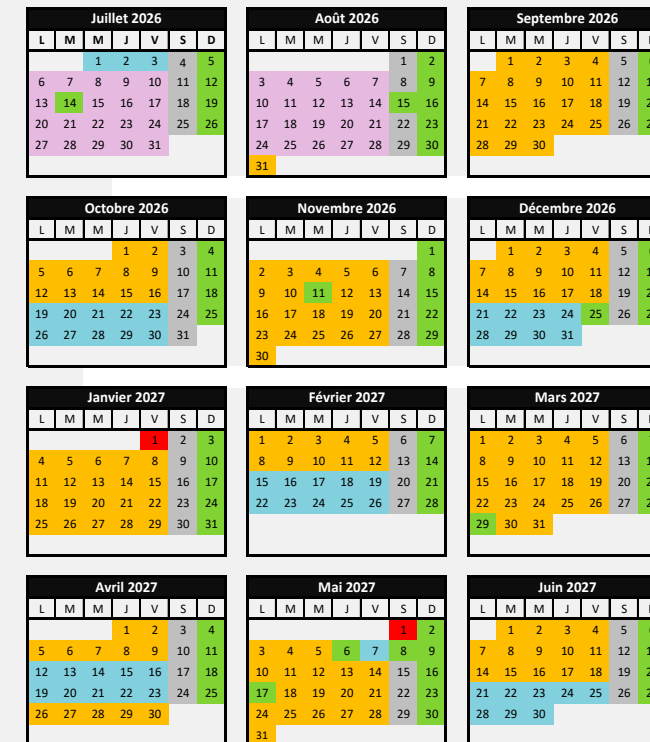 Juillet 2026
L M M J V S D
1 2 3 4 5
6 7 8 9 10 11 12
13 14 15 16 17 18 19
20 21 22 23 24 25 26
27 28 29 30 31
Août 2026
L M M J V S D
1 2
3 4 5 6 7 8 9
10 11 12 13 14 15 16
17 18 19 20 21 22 23
24 25 26 27 28 29 30
31
Septembre 2026
L M M J V S
1 2 3 4 5
7 8 9 10 11 12
14 15 16 17 18 19
21 22 23 24 25 26
28 29 30
Octobre 2026
L M M J V S D
1 2 3 4
5 6 7 8 9 10 11
12 13 14 15 16 17 18
19 20 21 22 23 24 25
26 27 28 29 30 31
Novembre 2026
L M M J V S D
1
2 3 4 5 6 7 8
9 10 11 12 13 14 15
16 17 18 19 20 21 22
23 24 25 26 27 28 29
30
Décembre 2026
L M M J V S
1 2 3 4 5
7 8 9 10 11 12
14 15 16 17 18 19
21 22 23 24 25 26
28 29 30 31
Janvier 2027
L M M J V S D
1 2 3
4 5 6 7 8 9 10
11 12 13 14 15 16 17
18 19 20 21 22 23 24
25 26 27 28 29 30 31
Février 2027
L M M J V S D
1 2 3 4 5 6 7
8 9 10 11 12 13 14
15 16 17 18 19 20 21
22 23 24 25 26 27 28
Mars 2027
L M M J V S
1 2 3 4 5 6
8 9 10 11 12 13
15 16 17 18 19 20
22 23 24 25 26 27
29 30 31
Avril 2027
L M M J V S D
1 2 3 4
5 6 7 8 9 10 11
12 13 14 15 16 17 18
19 20 21 22 23 24 25
26 27 28 29 30
Mai 2027
L M M J V S D
1 2
3 4 5 6 7 8 9
10 11 12 13 14 15 16
17 18 19 20 21 22 23
24 25 26 27 28 29 30
31
Juin 2027
L M M J V S
1 2 3 4 5
7 8 9 10 11 12
14 15 16 17 18 19
21 22 23 24 25 26
28 29 30